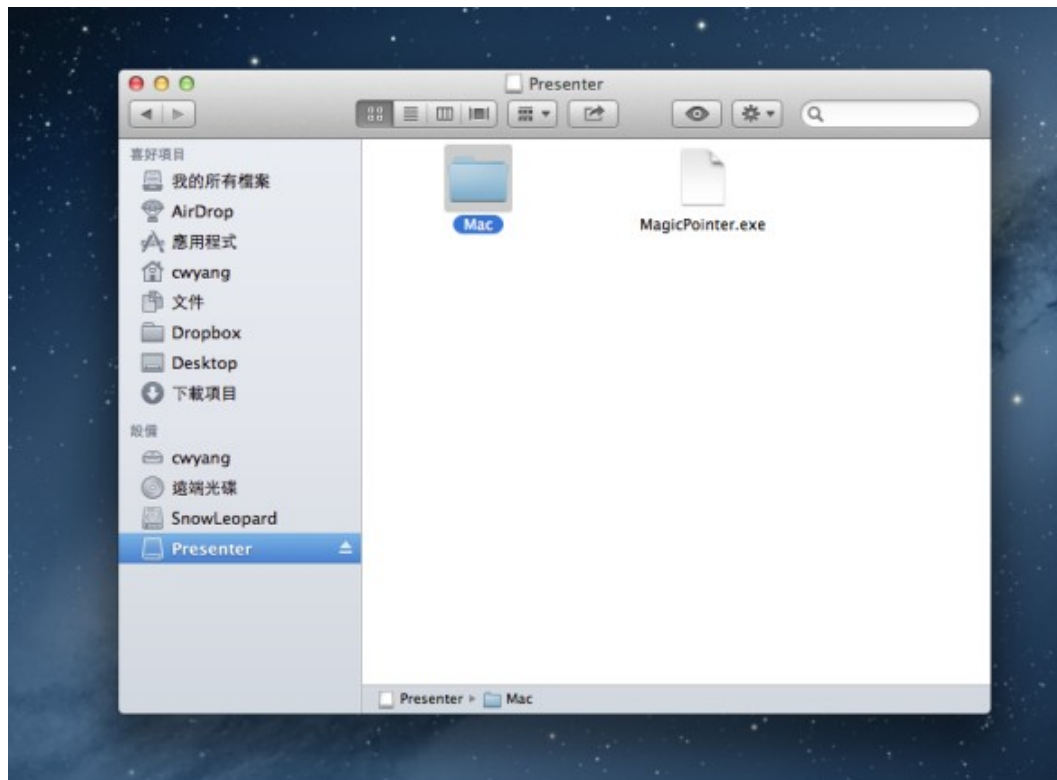 Presenter
喜好項目
我的所有檔案
AirDrop
應用程式
cwyang
文件
Dropbox
Desktop
下載項目
設備
cwyang
遠端光碟
SnowLeopard
Presenter
Mac
MagicPointer.exe
Presenter ▸ Mac